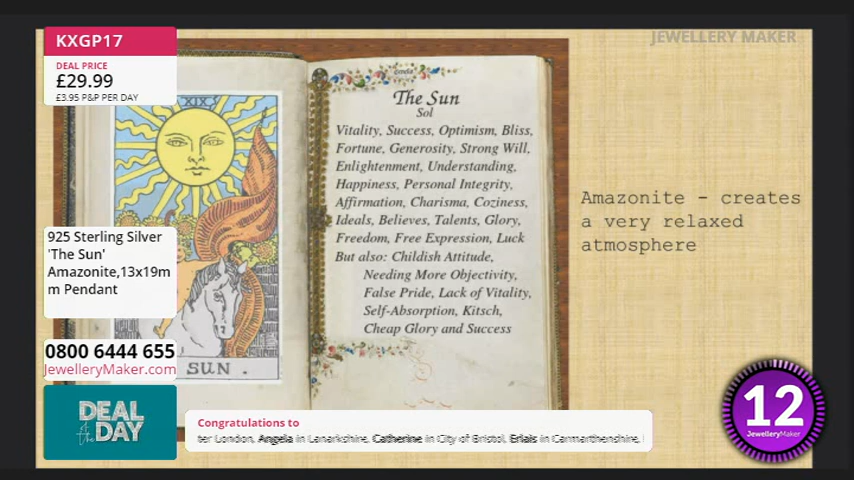 KXGP17
DEAL PRICE
£29.99
£3.95 P&P PER DAY
JEWELLERY MAKER
XIX
SUN .
The Sun
Sol
Vitality, Success, Optimism, Bliss,
Fortune, Generosity, Strong Will,
Enlightenment, Understanding,
Happiness, Personal Integrity,
Affirmation, Charisma, Coziness,
Ideals, Believes, Talents, Glory,
Freedom, Free Expression, Luck
But also: Childish Attitude,
Needing More Objectivity,
False Pride, Lack of Vitality,
Self-Absorption, Kitsch,
Cheap Glory and Success
Amazonite - creates
a very relaxed
atmosphere
925 Sterling Silver
'The Sun'
Amazonite,13x19m
m Pendant
0800 6444 655
JewelleryMaker.com
DEAL
of the
DAY
Congratulations to
ter London, Angela in Lanarkshire, Catherine in City of Bristol, Erlais in Carmarthenshire,
12
JewelleryMaker